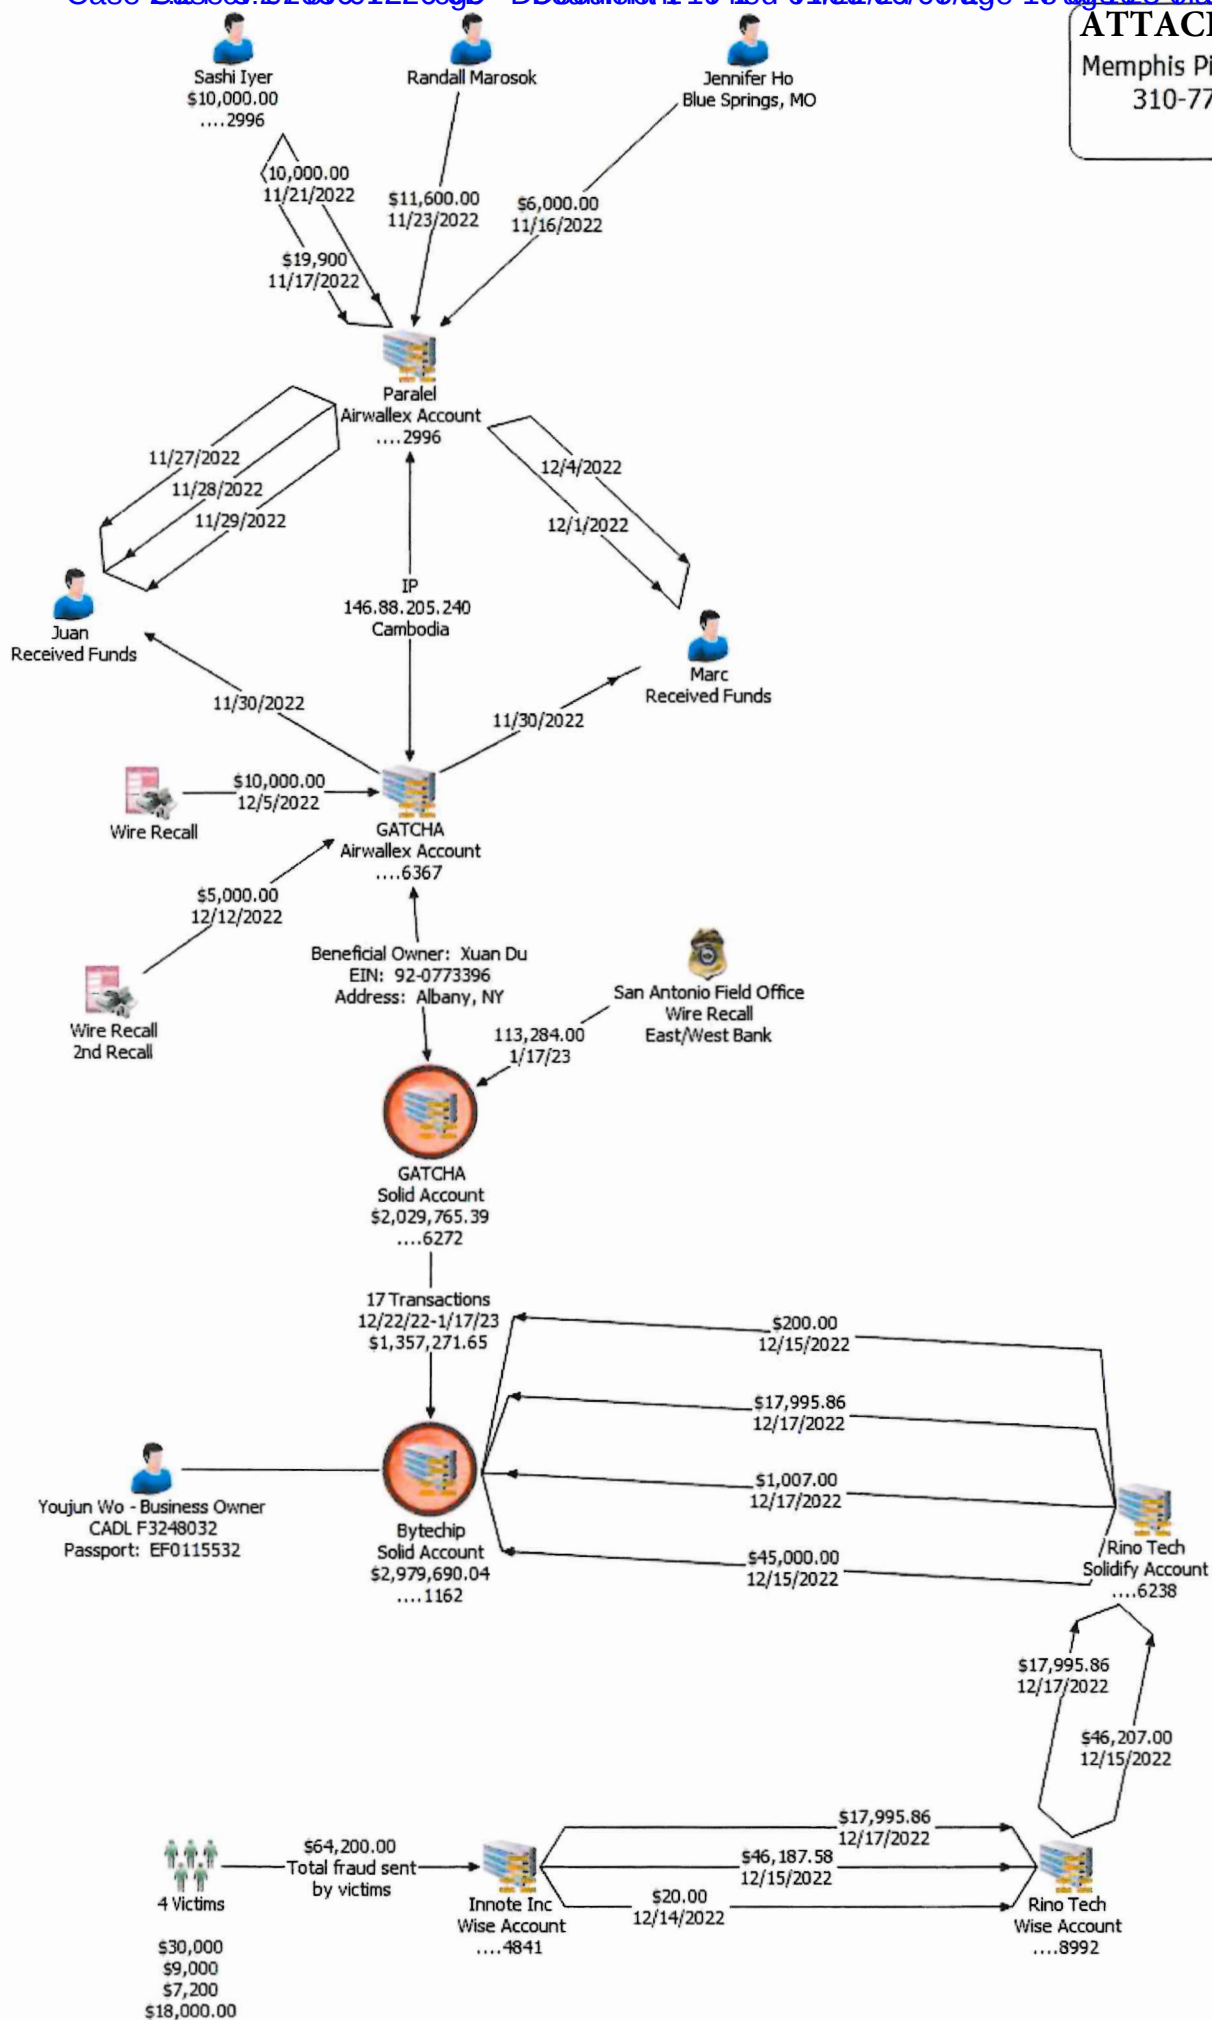 ATTACH
Memphis Pi
310-77
Sashi Iyer
$10,000.00
....2996
Randall Marosok
Jennifer Ho
Blue Springs, MO
10,000.00
11/21/2022
$11,600.00
11/23/2022
$6,000.00
11/16/2022
$19,900
11/17/2022
Paralel
Airwallex Account
....2996
11/27/2022
11/28/2022
11/29/2022
12/4/2022
12/1/2022
IP
146.88.205.240
Cambodia
Juan
Received Funds
Marc
Received Funds
11/30/2022
11/30/2022
$10,000.00
12/5/2022
Wire Recall
GATCHA
Airwallex Account
....6367
$5,000.00
12/12/2022
Wire Recall
2nd Recall
Beneficial Owner: Xuan Du
EIN: 92-0773396
Address: Albany, NY
San Antonio Field Office
Wire Recall
East/West Bank
113,284.00
1/17/23
GATCHA
Solid Account
$2,029,765.39
....6272
17 Transactions
12/22/22-1/17/23
$1,357,271.65
$200.00
12/15/2022
$17,995.86
12/17/2022
$1,007.00
12/17/2022
$45,000.00
12/15/2022
Youjun Wo - Business Owner
CADL F3248032
Passport: EF0115532
Bytechip
Solid Account
$2,979,690.04
....1162
Rino Tech
Solidify Account
....6238
$17,995.86
12/17/2022
$46,207.00
12/15/2022
4 Victims
$30,000
$9,000
$7,200
$18,000.00
$64,200.00
Total fraud sent
by victims
Innote Inc
Wise Account
....4841
$17,995.86
12/17/2022
$46,187.58
12/15/2022
$20.00
12/14/2022
Rino Tech
Wise Account
....8992